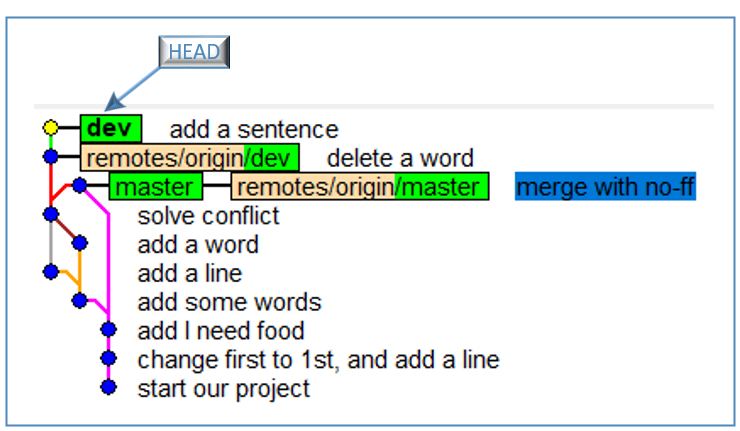 HEAD
dev add a sentence
remotes/origin/dev delete a word
master remotes/origin/master merge with no-ff
solve conflict
add a word
add a line
add some words
add I need food
change first to 1st, and add a line
start our project